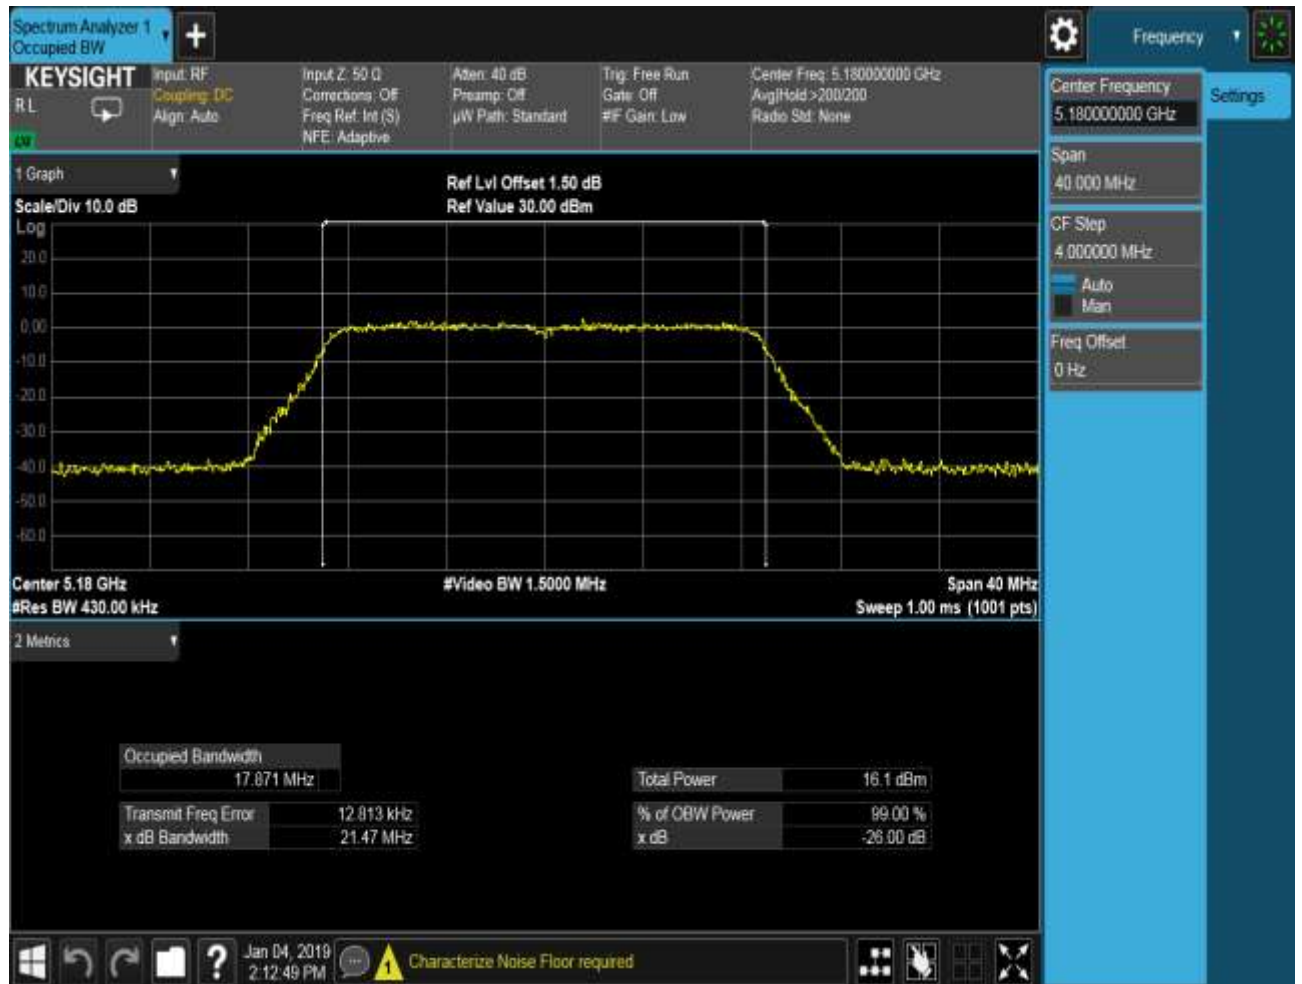 Spectrum Analyzer 1
Occupied BW
Frequency
KEYSIGHT
R L
Input: RF
Coupling: DC
Align: Auto
Input Z: 50 Ω
Corrections: Off
Freq Ref: Int (S)
NFE: Adaptive
Atten: 40 dB
Preamp: Off
µW Path: Standard
Trig: Free Run
Gate: Off
#IF Gain: Low
Center Freq: 5.180000000 GHz
Avg|Hold:>200/200
Radio Std: None
Center Frequency
5.180000000 GHz
Settings
Span
40.000 MHz
CF Step
4.000000 MHz
Auto
Man
Freq Offset
0 Hz
1 Graph
Scale/Div 10.0 dB
Ref Lvl Offset 1.50 dB
Ref Value 30.00 dBm
Log
20.0
10.0
0.00
-10.0
-20.0
-30.0
-40.0
-50.0
-60.0
Center 5.18 GHz
#Video BW 1.5000 MHz
Span 40 MHz
#Res BW 430.00 kHz
Sweep 1.00 ms (1001 pts)
2 Metrics
Occupied Bandwidth
17.871 MHz
Total Power 16.1 dBm
Transmit Freq Error 12.813 kHz
% of OBW Power 99.00 %
x dB Bandwidth 21.47 MHz
x dB -26.00 dB
Jan 04, 2019
2:12:49 PM
1
Characterize Noise Floor required